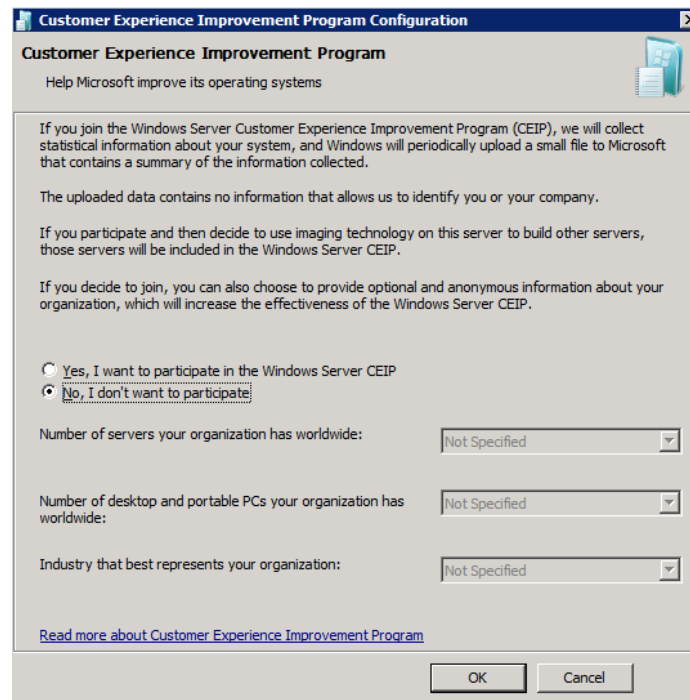 Customer Experience Improvement Program Configuration
Customer Experience Improvement Program
Help Microsoft improve its operating systems
If you join the Windows Server Customer Experience Improvement Program (CEIP), we will collect
statistical information about your system, and Windows will periodically upload a small file to Microsoft
that contains a summary of the information collected.
The uploaded data contains no information that allows us to identify you or your company.
If you participate and then decide to use imaging technology on this server to build other servers,
those servers will be included in the Windows Server CEIP.
If you decide to join, you can also choose to provide optional and anonymous information about your
organization, which will increase the effectiveness of the Windows Server CEIP.
Yes, I want to participate in the Windows Server CEIP
No, I don't want to participate
Number of servers your organization has worldwide:
Not Specified
Number of desktop and portable PCs your organization has
worldwide:
Not Specified
Industry that best represents your organization:
Not Specified
Read more about Customer Experience Improvement Program
OK
Cancel